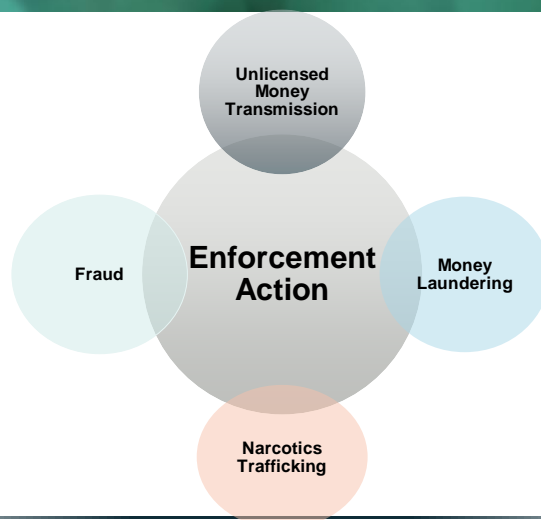 Unlicensed
Money
Transmission
Fraud
Enforcement
Action
Money
Laundering
Narcotics
Trafficking